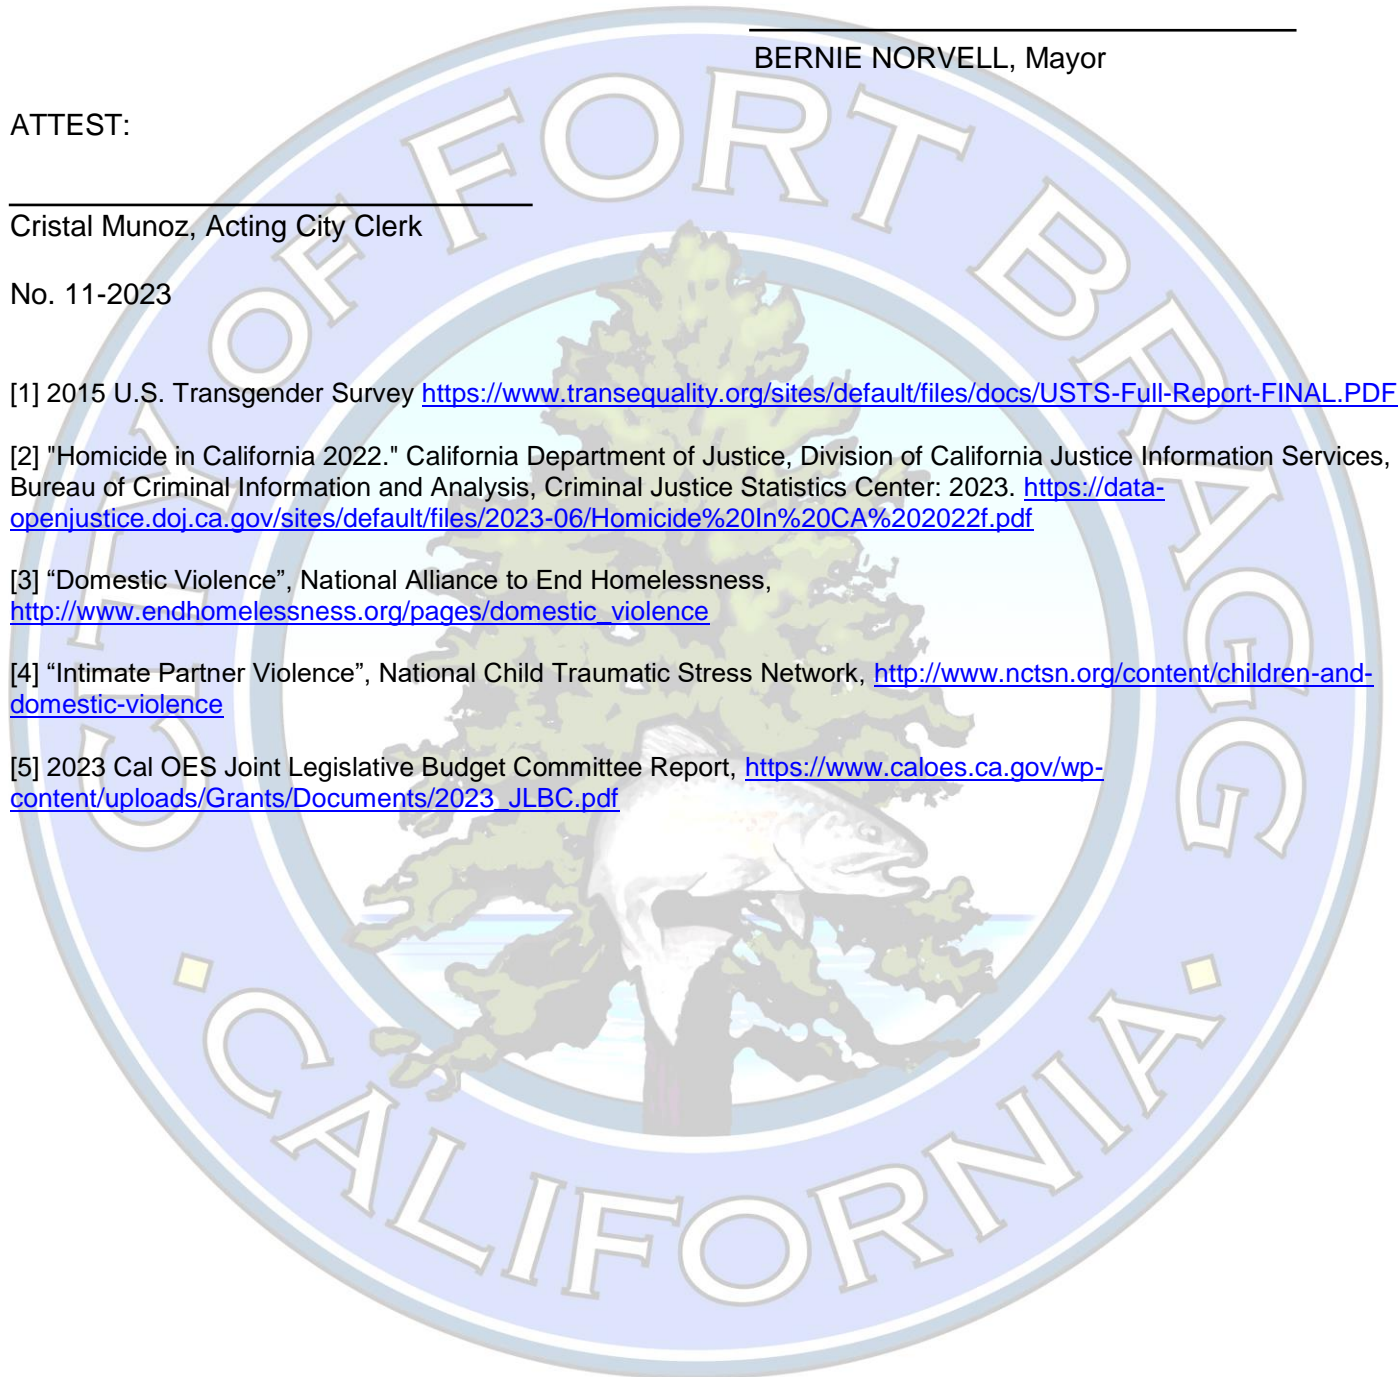 BERNIE NORVELL, Mayor
ATTEST:
Cristal Munoz, Acting City Clerk
No. 11-2023
[1] 2015 U.S. Transgender Survey https://www.transequality.org/sites/default/files/docs/USTS-Full-Report-FINAL.PDF
[2] "Homicide in California 2022." California Department of Justice, Division of California Justice Information Services,
Bureau of Criminal Information and Analysis, Criminal Justice Statistics Center: 2023. https://data-
openjustice.doj.ca.gov/sites/default/files/2023-06/Homicide%20In%20CA%202022f.pdf
[3] “Domestic Violence”, National Alliance to End Homelessness,
http://www.endhomelessness.org/pages/domestic_violence
[4] “Intimate Partner Violence”, National Child Traumatic Stress Network, http://www.nctsn.org/content/children-and-
domestic-violence
[5] 2023 Cal OES Joint Legislative Budget Committee Report, https://www.caloes.ca.gov/wp-
content/uploads/Grants/Documents/2023_JLBC.pdf
CITY OF FORT BRAGG
CALIFORNIA